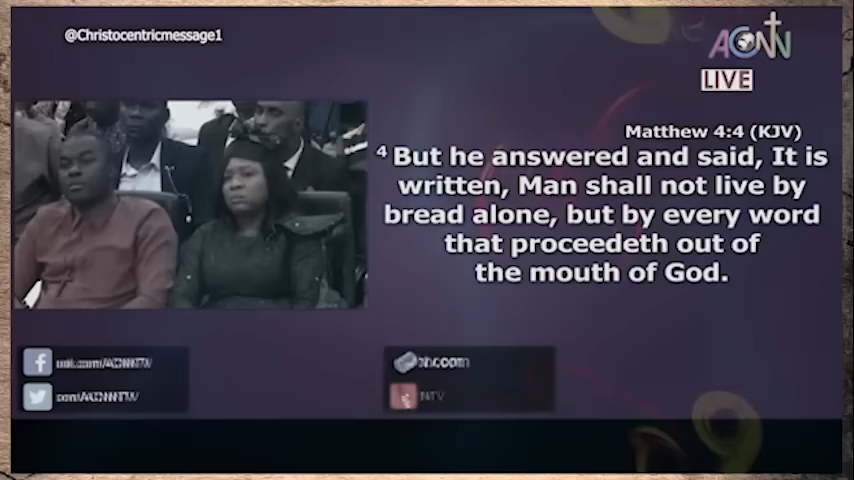 @Christocentricmessage1
ACNN
LIVE
Matthew 4:4 (KJV)
4 But he answered and said, It is
written, Man shall not live by
bread alone, but by every word
that proceedeth out of
the mouth of God.